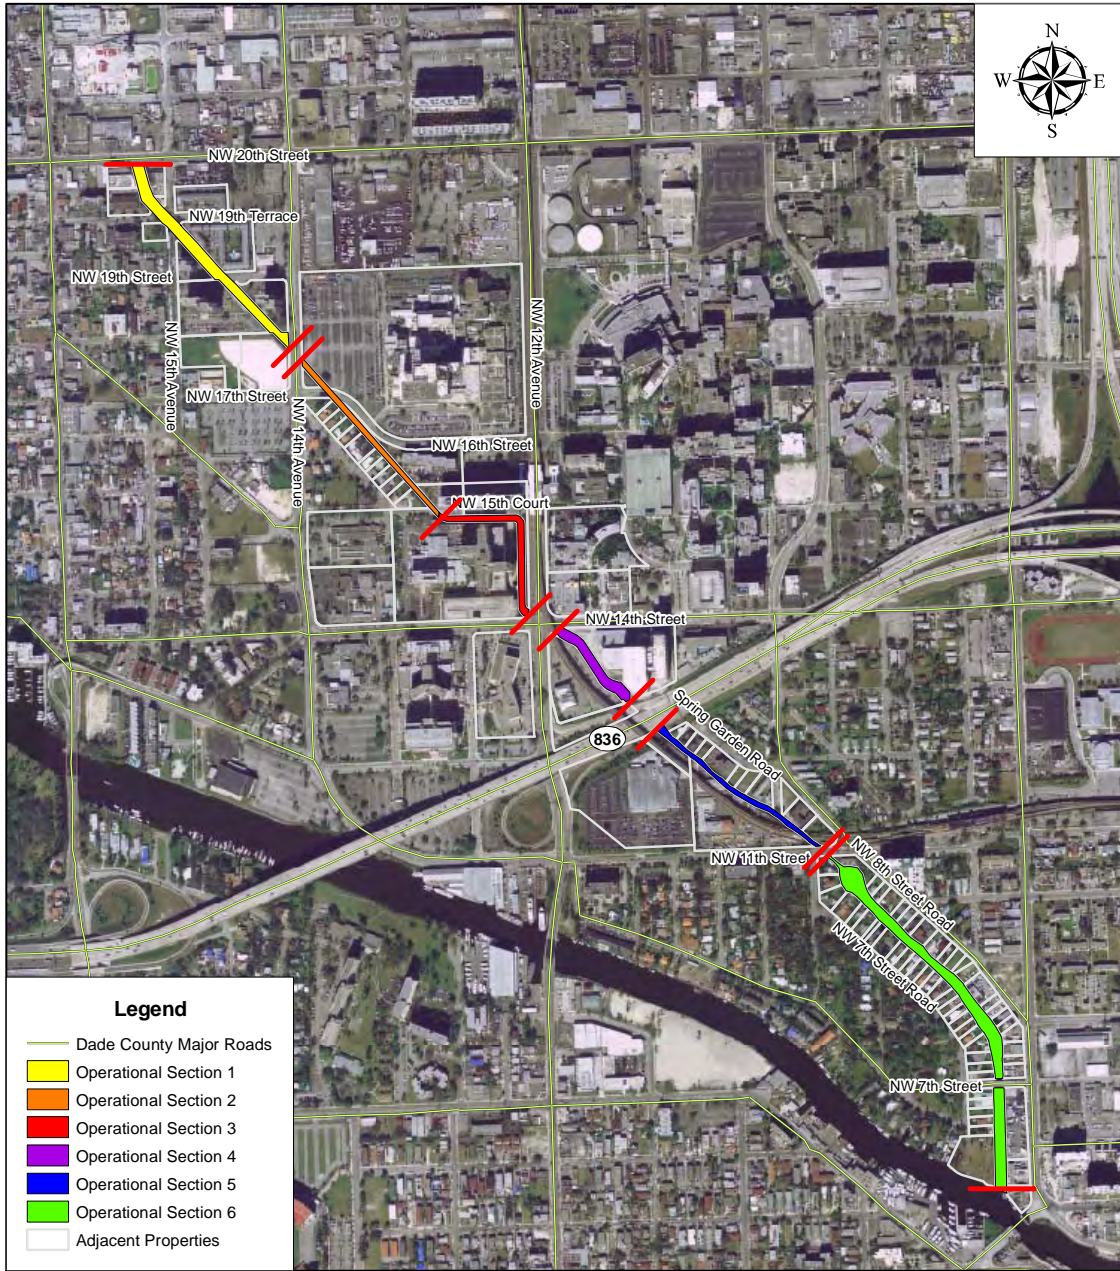 N
W E
S
NW 20th Street
NW 19th Terrace
NW 19th Street
NW 12th Avenue
NW 15th Avenue
NW 17th Street
NW 14th Avenue
NW 16th Street
NW 15th Court
NW 14th Street
Spring Garden Road
836
NW 11th Street
NW 8th Street Road
NW 7th Street Road
NW 7th Street
Legend
Dade County Major Roads
Operational Section 1
Operational Section 2
Operational Section 3
Operational Section 4
Operational Section 5
Operational Section 6
Adjacent Properties